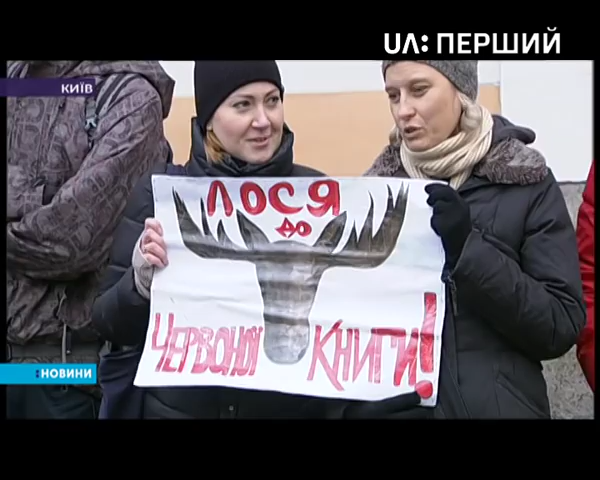 UA: ПЕРШИЙ
КИЇВ
ЛОСЯ
ДО
ЧЕРВОНОЇ КНИГИ!
:НОВИНИ